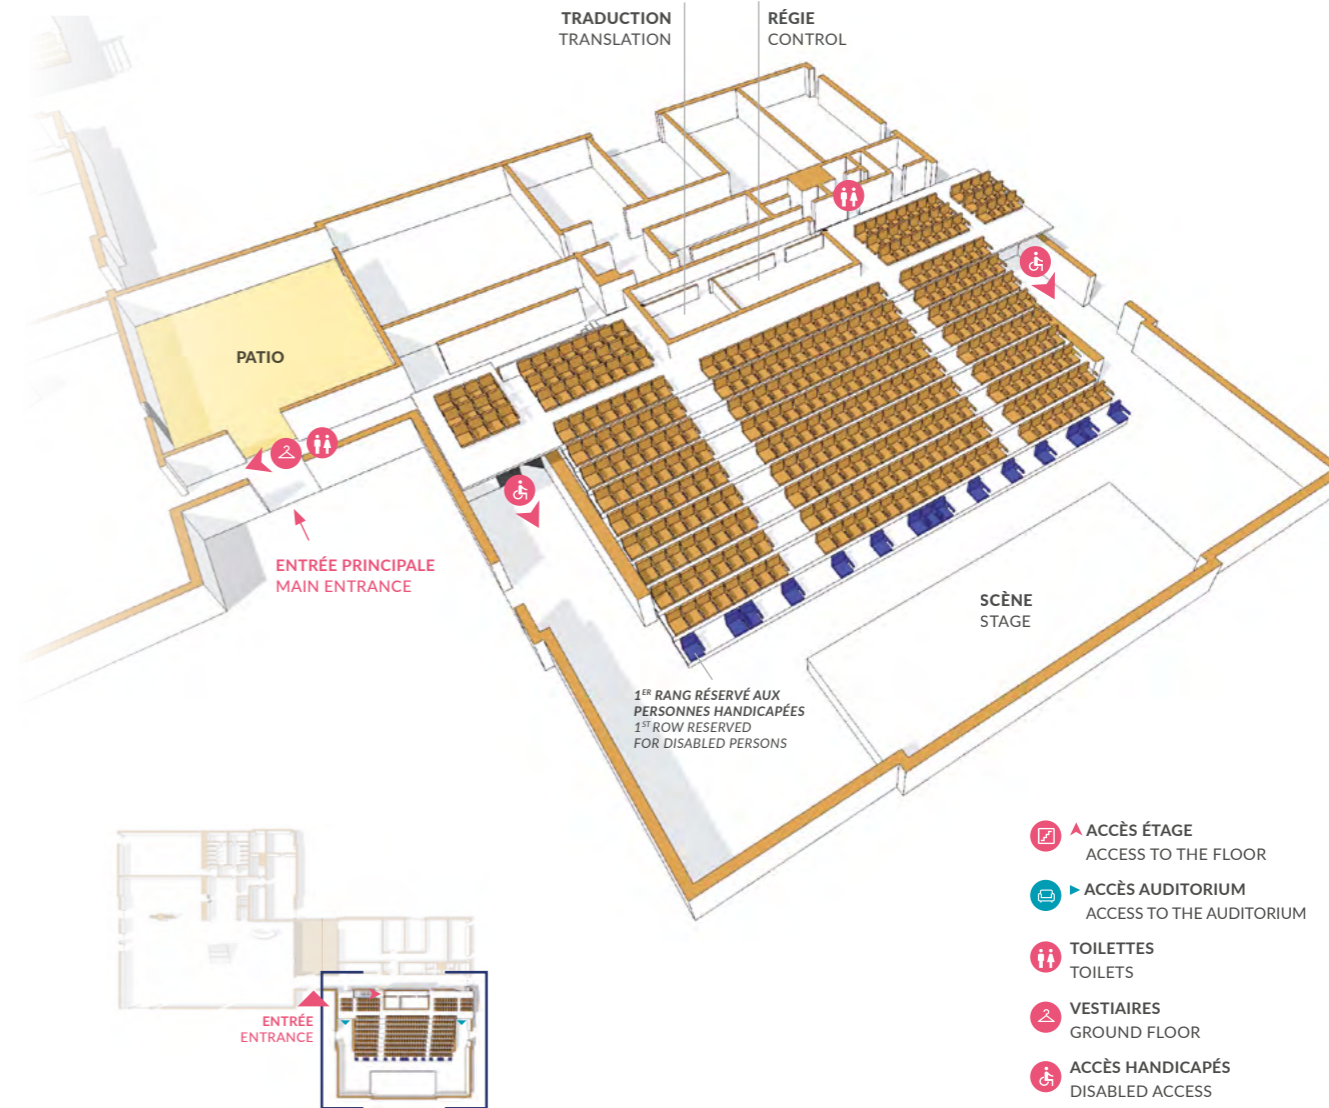 TRADUCTION
TRANSLATION
RÉGIE
CONTROL
PATIO
ENTRÉE PRINCIPALE
MAIN ENTRANCE
SCÈNE
STAGE
1ER RANG RÉSERVÉ AUX
PERSONNES HANDICAPÉES
1ST ROW RESERVED
FOR DISABLED PERSONS
ENTRÉE
ENTRANCE
ACCÈS ÉTAGE
ACCESS TO THE FLOOR
ACCÈS AUDITORIUM
ACCESS TO THE AUDITORIUM
TOILETTES
TOILETS
VESTIAIRES
GROUND FLOOR
ACCÈS HANDICAPÉS
DISABLED ACCESS